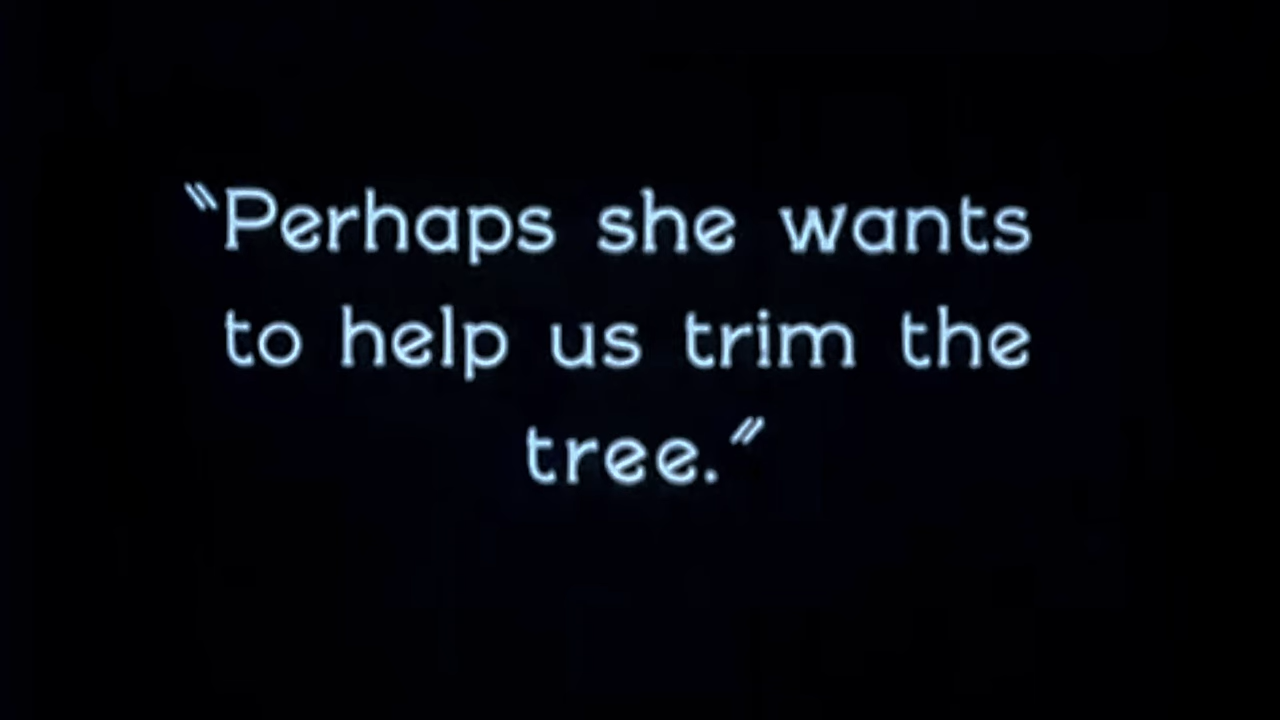 “Perhaps she wants
to help us trim the
tree.”